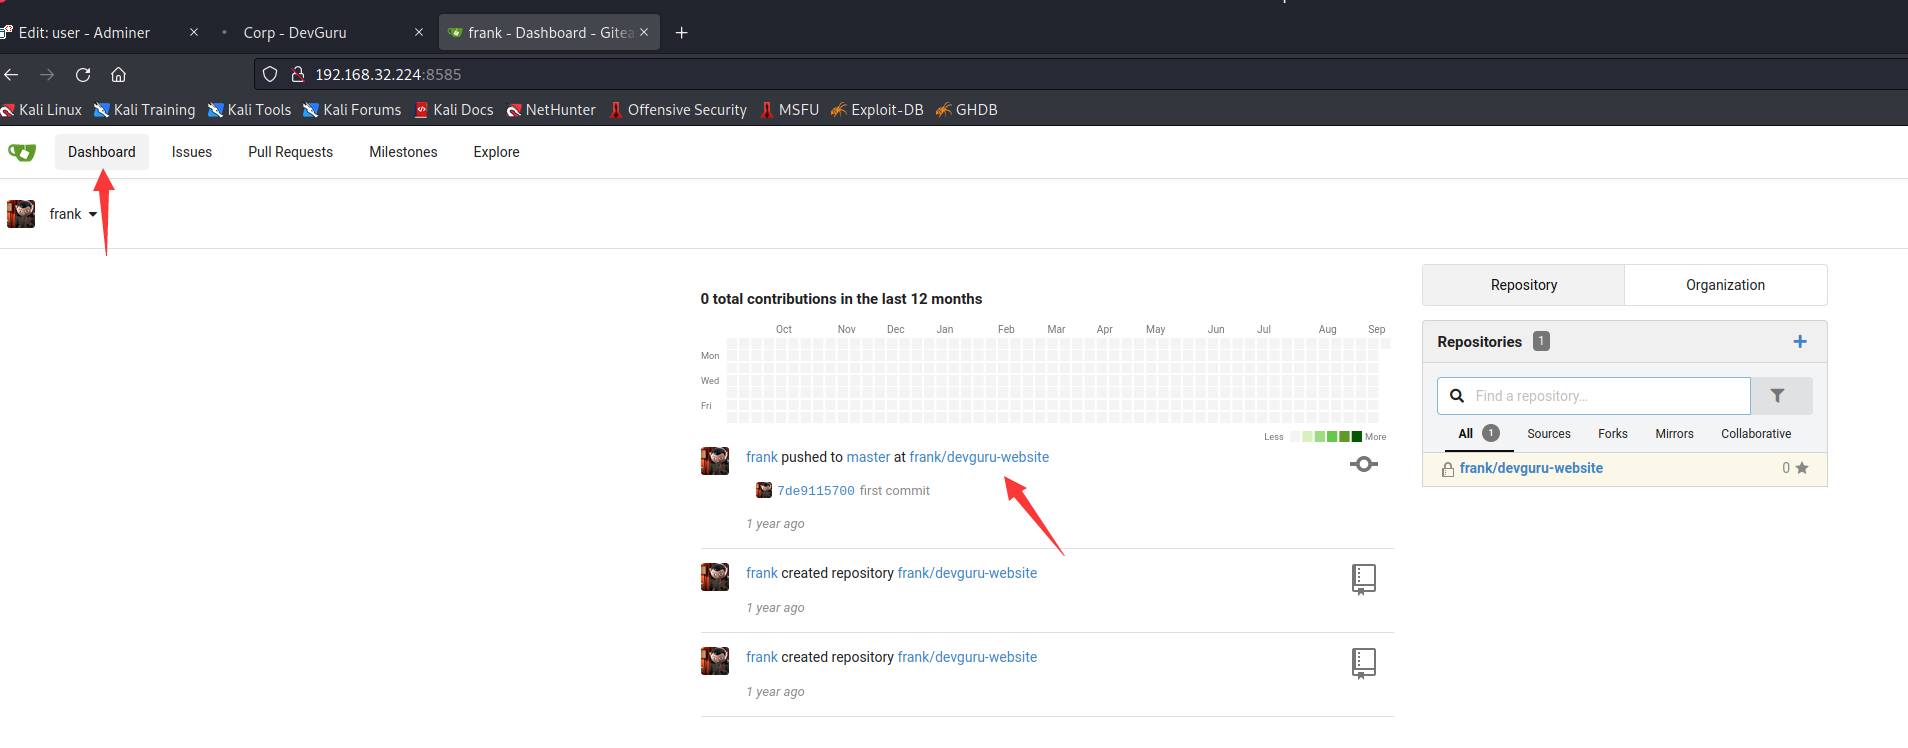 Edit: user - Adminer
Corp - DevGuru
frank - Dashboard - Gitea
192.168.32.224:8585
Kali Linux Kali Training Kali Tools Kali Forums Kali Docs NetHunter Offensive Security MSFU Exploit-DB GHDB
Dashboard Issues Pull Requests Milestones Explore
frank
0 total contributions in the last 12 months
Oct Nov Dec Jan Feb Mar Apr May Jun Jul Aug Sep
Mon
Wed
Fri
Less More
frank pushed to master at frank/devguru-website
7de9115700 first commit
1 year ago
frank created repository frank/devguru-website
1 year ago
frank created repository frank/devguru-website
1 year ago
Repository Organization
Repositories 1
Find a repository...
All 1 Sources Forks Mirrors Collaborative
frank/devguru-website 0